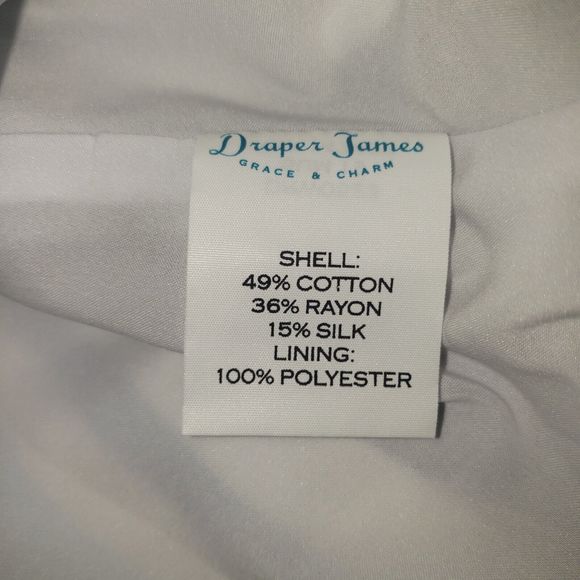 Draper James
GRACE & CHARM
SHELL:
49% COTTON
36% RAYON
15% SILK
LINING:
100% POLYESTER